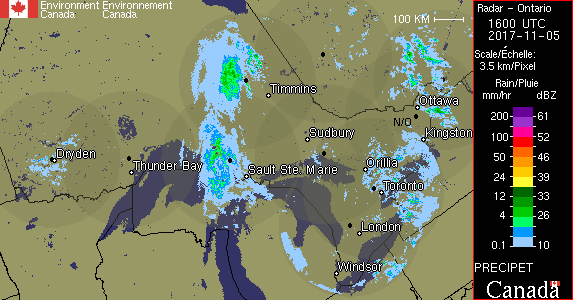 Environment Environnement
Canada Canada
Radar - Ontario
1600 UTC
2017-11-05
100 KM
Scale/Échelle:
3.5 km/Pixel
Rain/Pluie
mm/hr dBZ
200 61
100 52
50 46
24 39
12 33
4 26
0.1 10
Timmins
Ottawa
N/O
Kingston
Sudbury
Dryden
Thunder Bay
Sault Ste. Marie
Orillia
Toronto
London
Windsor
PRECIPET
Canada